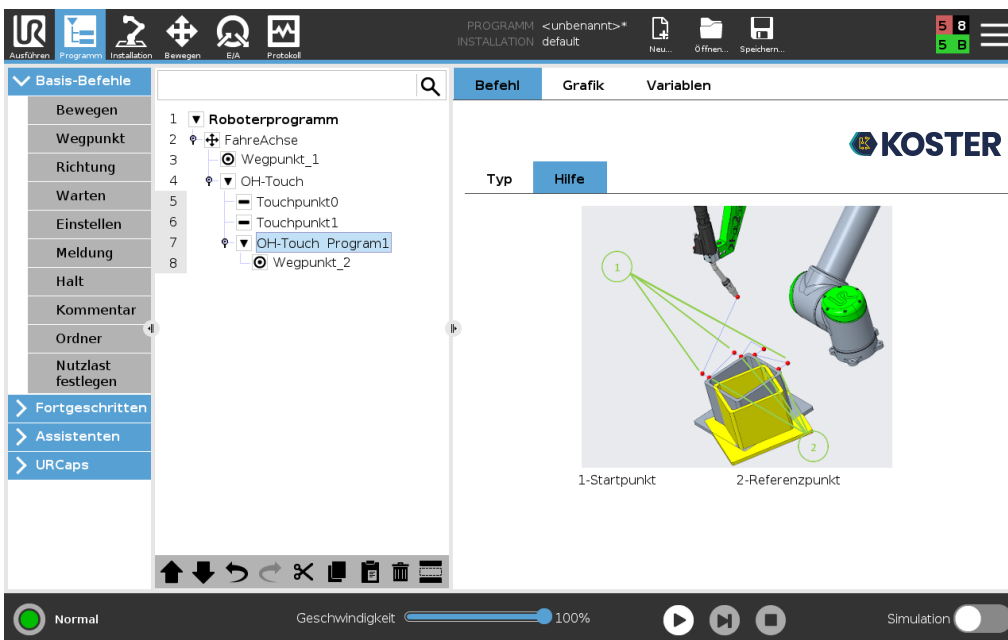 UR
PROGRAMM <unbenannt>*
INSTALLATION default
Ausführen Programm Installation Bewegen E/A Protokoll
Neu... Öffnen... Speichern...
5 8
5 B
Basis-Befehle
Bewegen
Wegpunkt
Richtung
Warten
Einstellen
Meldung
Halt
Kommentar
Ordner
Nutzlast
festlegen
Fortgeschritten
Assistenten
URCaps
1 Roboterprogramm
2 FahreAchse
3 Wegpunkt_1
4 OH-Touch
5 Touchpunkt0
6 Touchpunkt1
7 OH-Touch Program1
8 Wegpunkt_2
Befehl Grafik Variablen
KOSTER
Typ Hilfe
1
UR
2
1-Startpunkt 2-Referenzpunkt
Normal Geschwindigkeit 100% Simulation